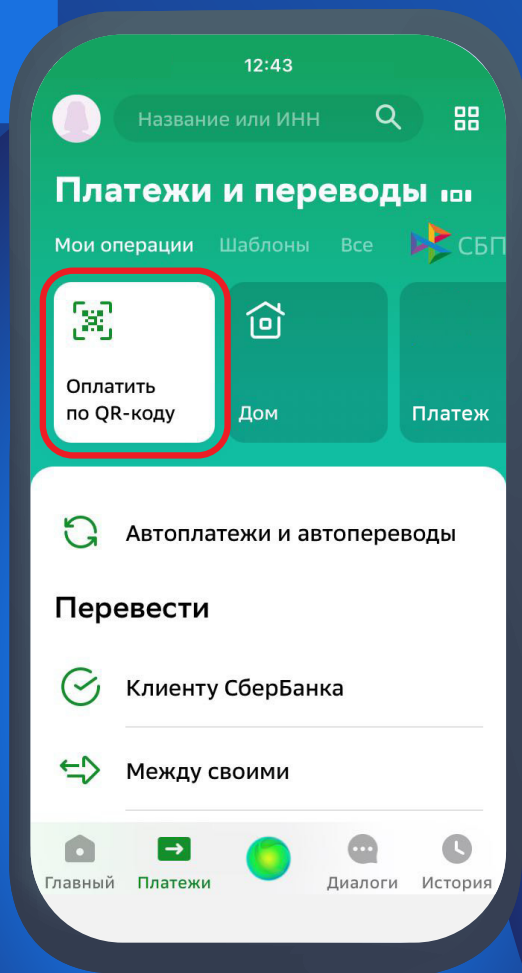 12:43
Название или ИНН
Платежи и переводы
Мои операции Шаблоны Все СБП
Оплатить
по QR-коду
Дом
Платеж
Автоплатежи и автопереводы
Перевести
Клиенту СберБанка
Между своими
Главный Платежи Диалоги История